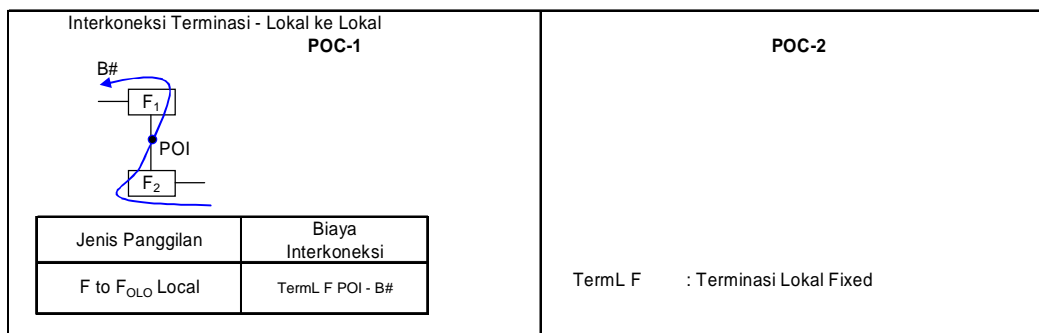 Interkoneksi Terminasi - Lokal ke Lokal
POC-1
B#
F₁
POI
F₂
Jenis Panggilan
Biaya
Interkoneksi
F to F_OLO Local
TermL F POI - B#
POC-2
TermL F : Terminasi Lokal Fixed